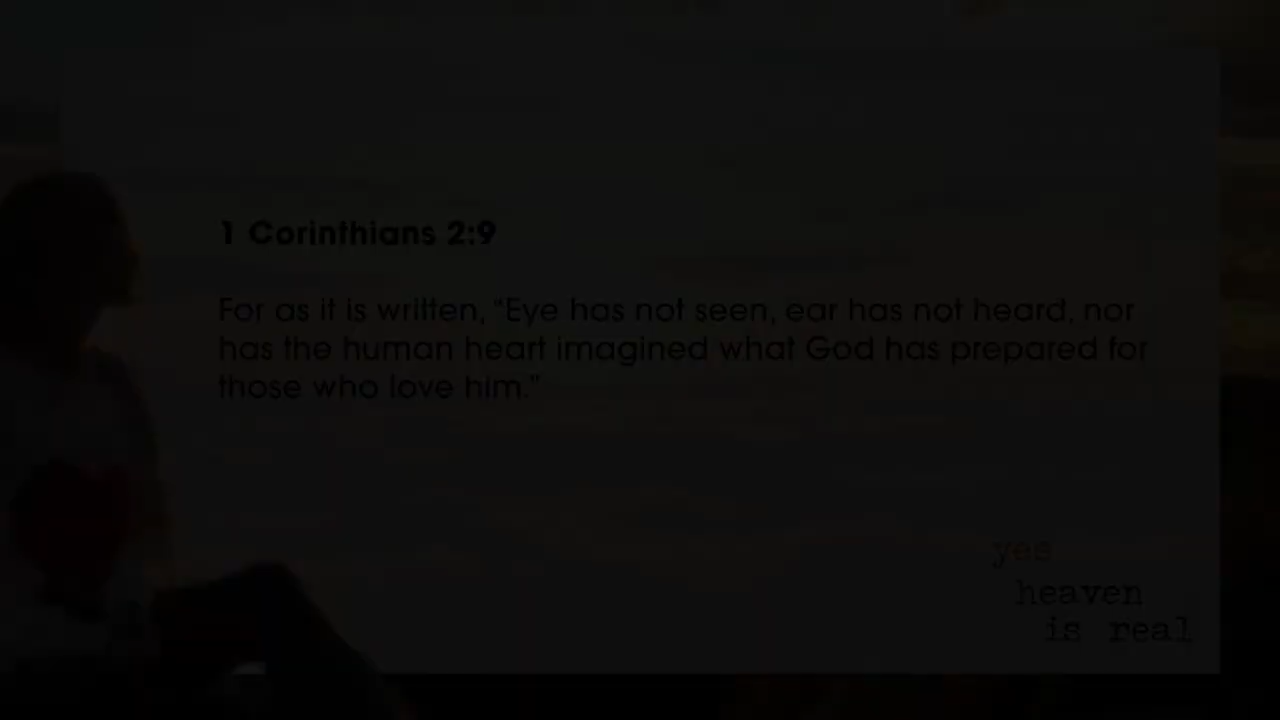 1 Corinthians 2:9
For as it is written, “Eye has not seen, ear has not heard, nor
has the human heart imagined what God has prepared for
those who love him.”
yes
heaven
is real